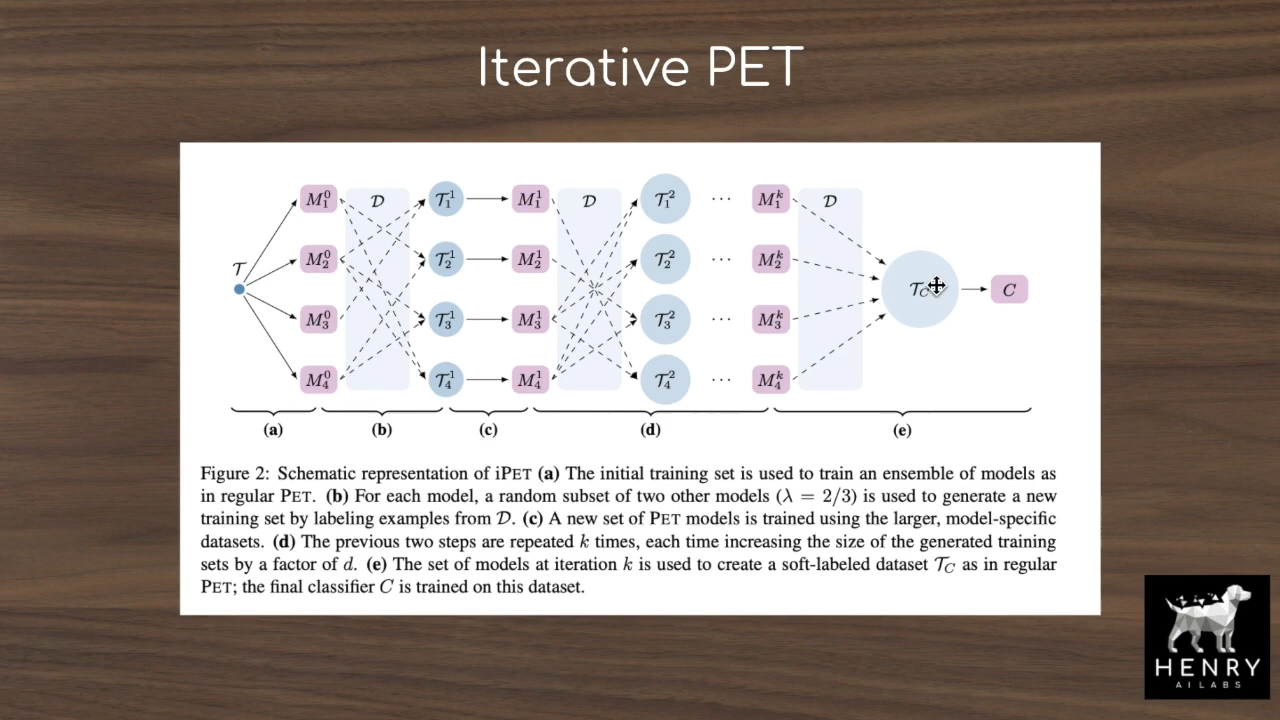 Iterative PET
M₁⁰ D T₁¹ M₁¹ D T₁² ··· M₁ᵏ D
T M₂⁰ T₂¹ M₂¹ T₂² ··· M₂ᵏ
T_C C
M₃⁰ T₃¹ M₃¹ T₃² ··· M₃ᵏ
M₄⁰ T₄¹ M₄¹ T₄² ··· M₄ᵏ
(a) (b) (c) (d) (e)
Figure 2: Schematic representation of iPET (a) The initial training set is used to train an ensemble of models as
in regular PET. (b) For each model, a random subset of two other models (λ = 2/3) is used to generate a new
training set by labeling examples from D. (c) A new set of PET models is trained using the larger, model-specific
datasets. (d) The previous two steps are repeated k times, each time increasing the size of the generated training
sets by a factor of d. (e) The set of models at iteration k is used to create a soft-labeled dataset T_C as in regular
PET; the final classifier C is trained on this dataset.
HENRY
AI LABS